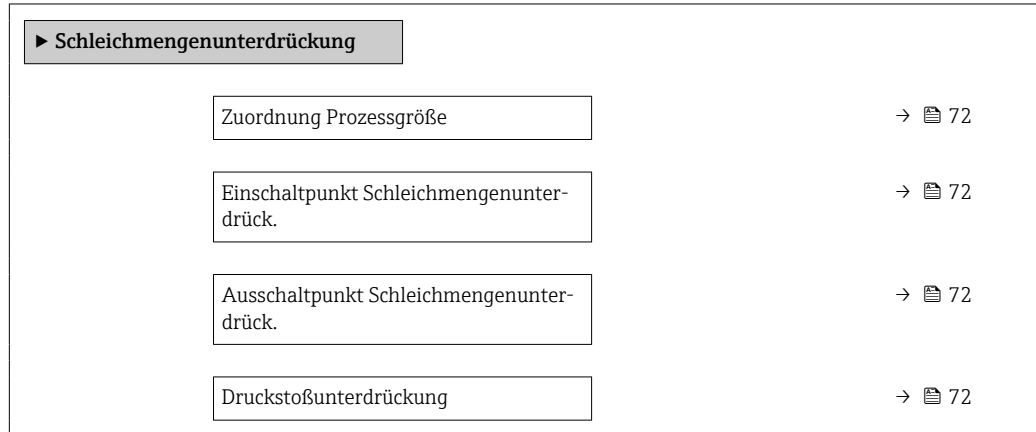 ▶ Schleichmengenunterdrückung
Zuordnung Prozessgröße → 72
Einschaltpunkt Schleichmengenunter-
drück. → 72
Ausschaltpunkt Schleichmengenunter-
drück. → 72
Druckstoßunterdrückung → 72